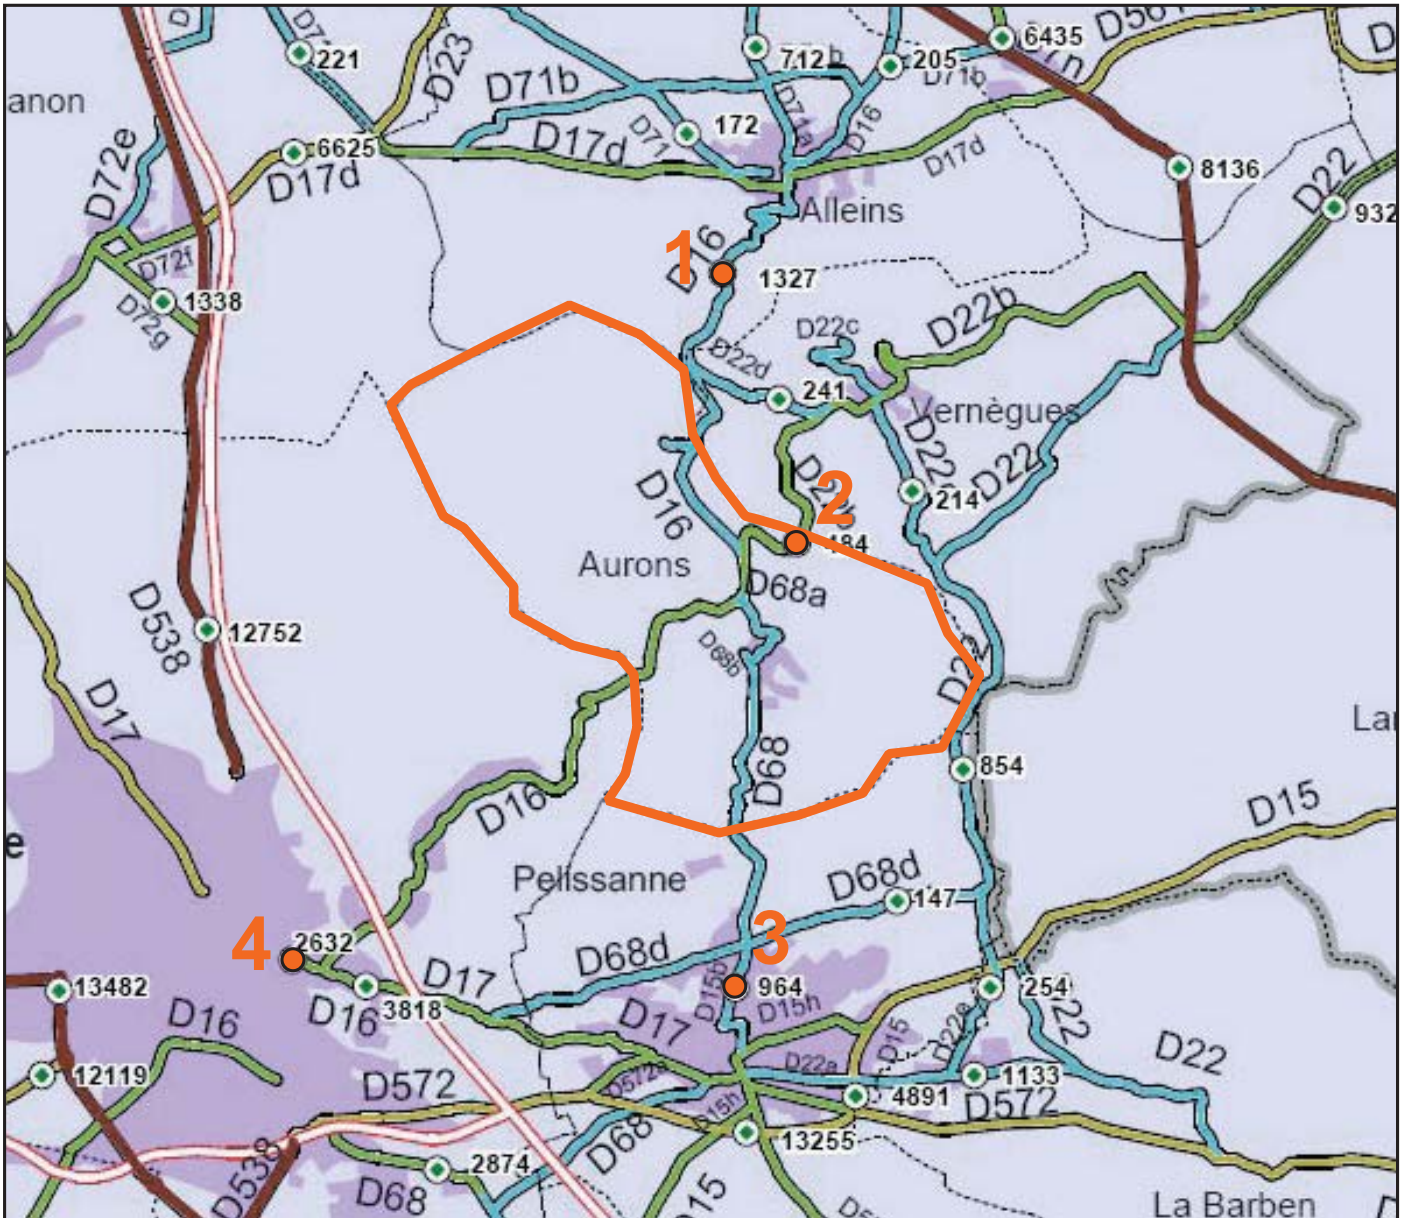 D72
D23
712
205
6435
D561
D
221
D71b
D71b
anon
D71a
D16
D72e
6625
D17d
D71
172
D17d
D17d
8136
D22
932
Alleins
D16
D72f
1
1327
1338
D72g
D22b
D22c
D22d
241
Vernègues
D22
D22
214
D22b
2
484
D16
Aurons
D68a
D538
12752
D68b
D22
D17
Lar
D68
854
D15
D16
e
Pelissanne
D68d
147
4
2632
3
D68d
D17
D15b
964
D15h
13482
D16
D16
3818
D17
D15
D22e
254
D22
D22
12119
D572
D572a
D22a
1133
D15h
4891
D572
D68
13255
D538
2874
D68
D15
La Barben